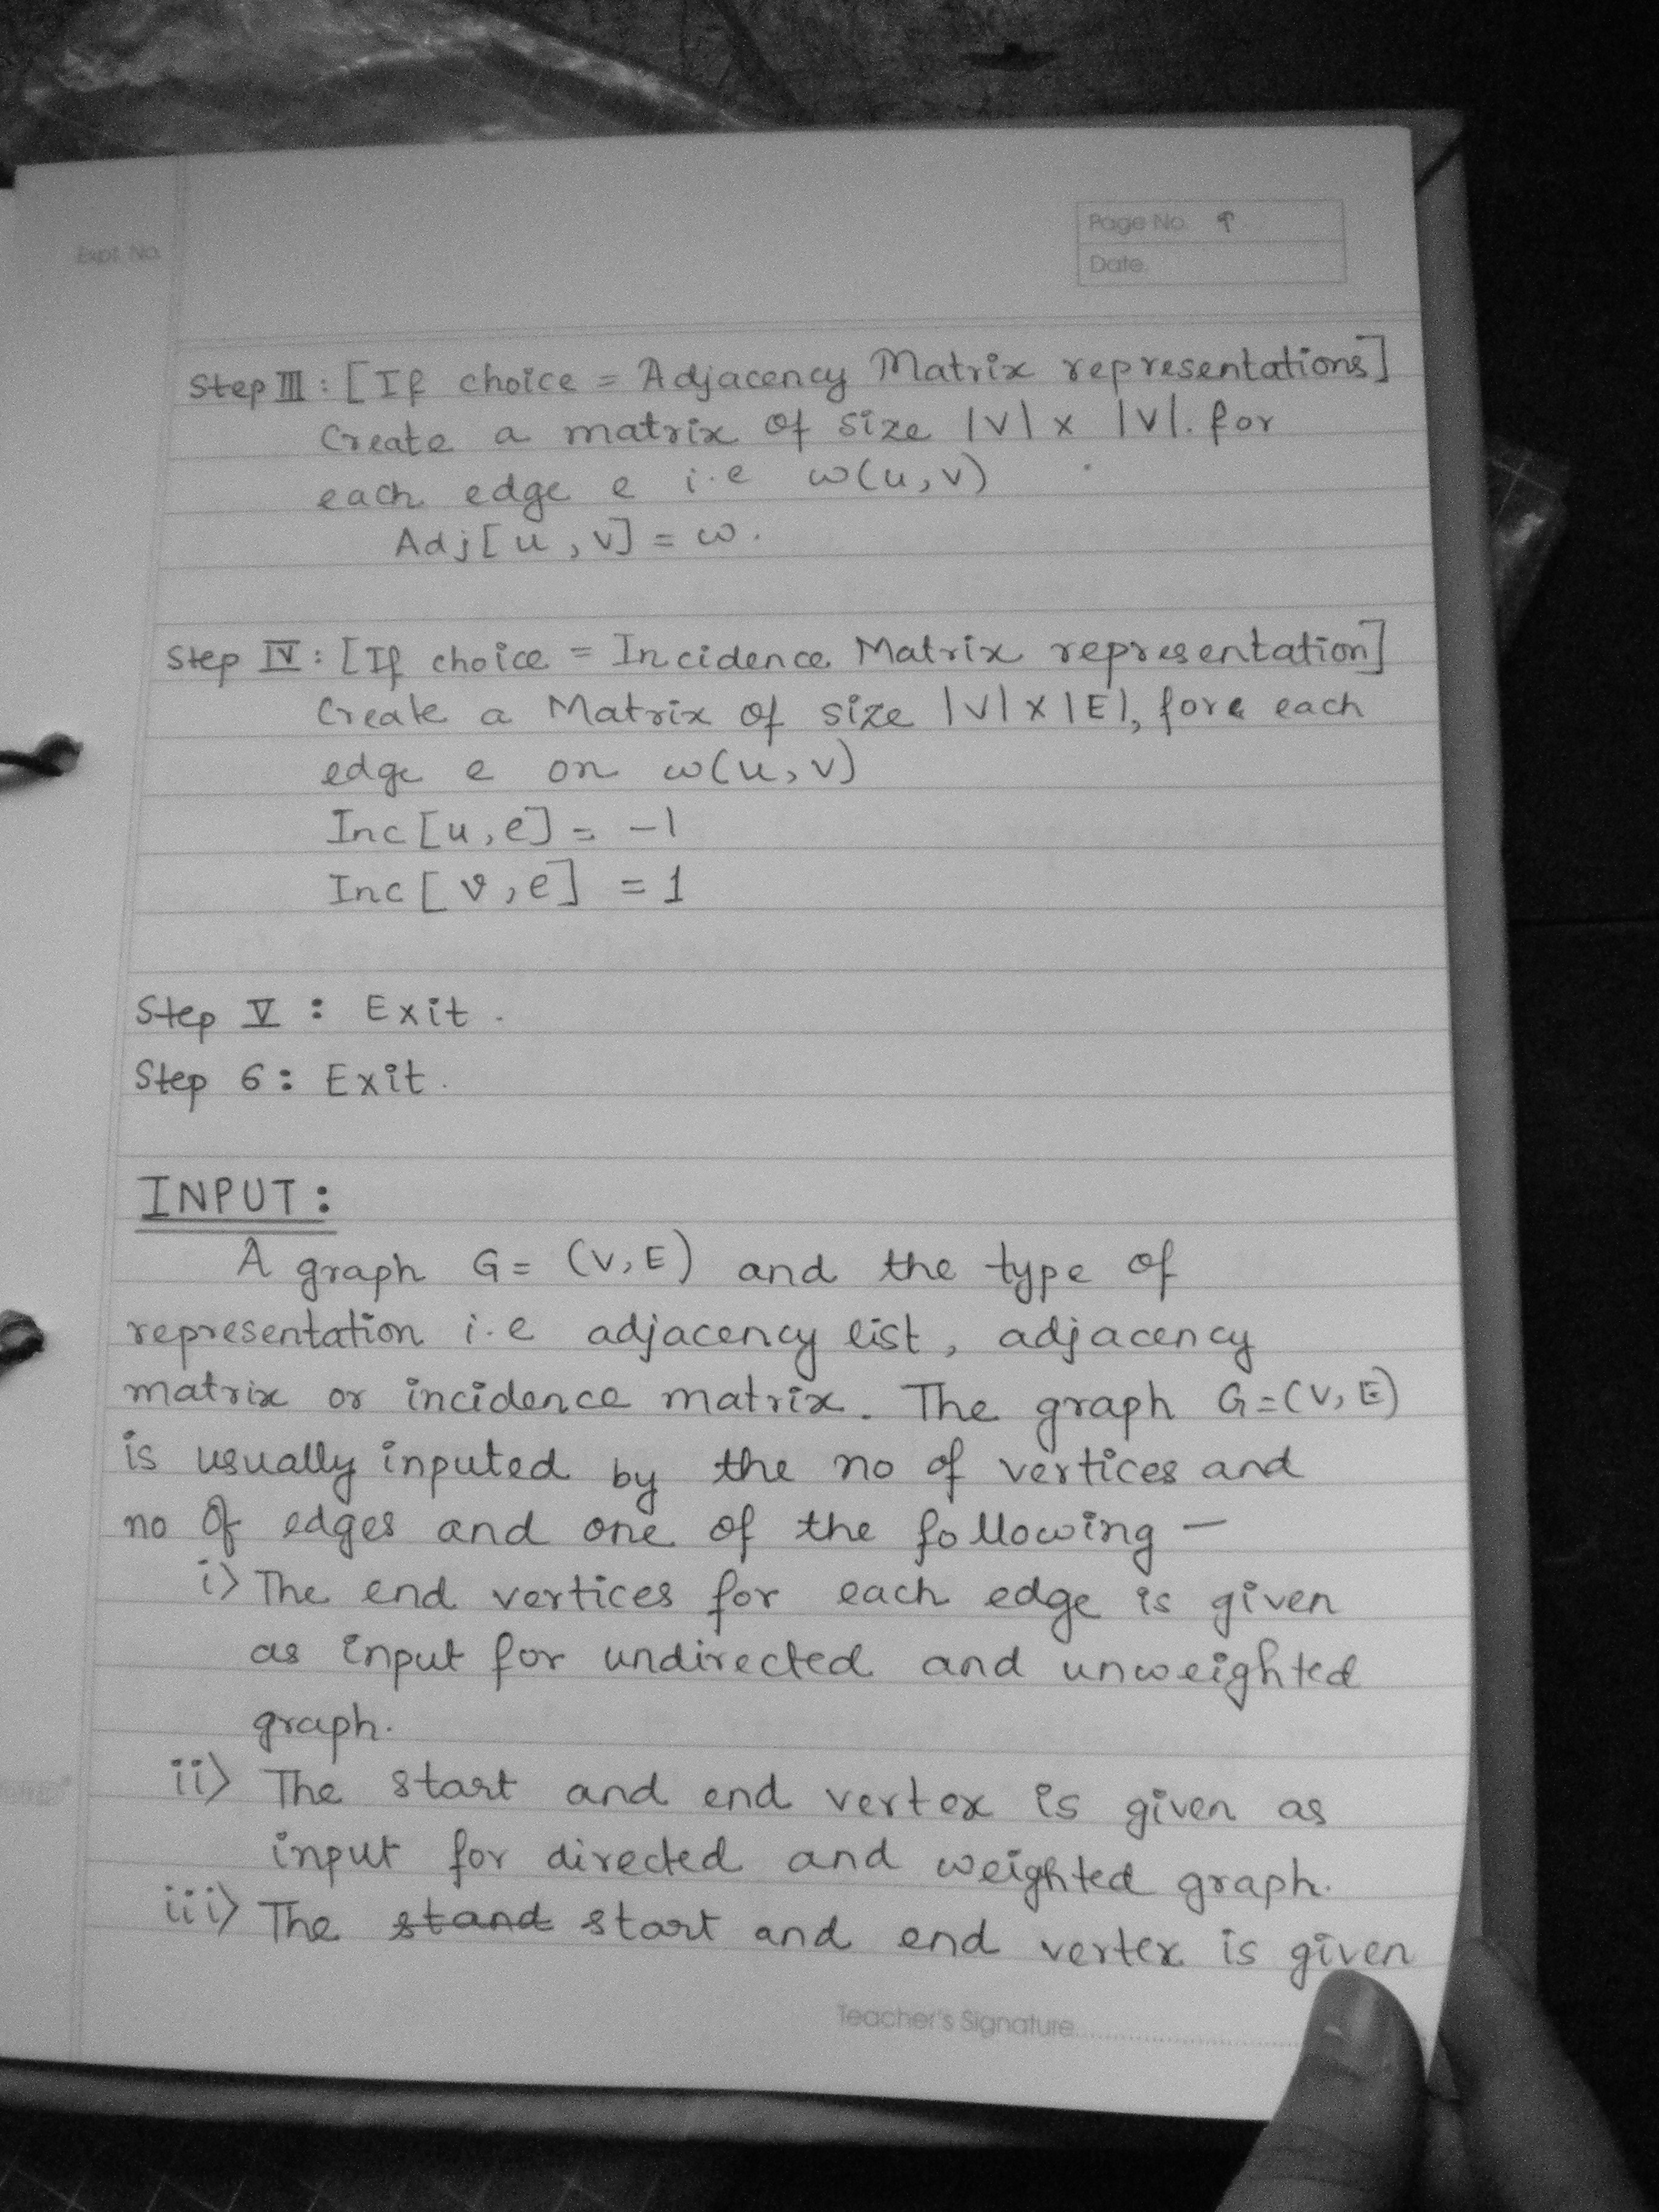 Expt. No.
Page No. 9
Date.
Step III : [If choice = Adjacency Matrix representations]
Create a matrix of size |V| x |V|. for
each edge e i.e w(u,v)
Adj[u,v] = w.
Step IV : [If choice = Incidence Matrix representation]
Create a Matrix of size |V| x |E|, fore each
edge e on w(u,v)
Inc[u,e] = -1
Inc[v,e] = 1
Step V : Exit.
Step 6: Exit.
INPUT:
A graph G= (V,E) and the type of
representation i.e adjacency list, adjacency
matrix or incidence matrix. The graph G=(V,E)
is usually inputed by the no of vertices and
no of edges and one of the following —
i) The end vertices for each edge is given
as input for undirected and unweighted
graph.
ii) The start and end vertex is given as
input for directed and weighted graph.
iii) The stand start and end vertex is given
Teacher's Signature